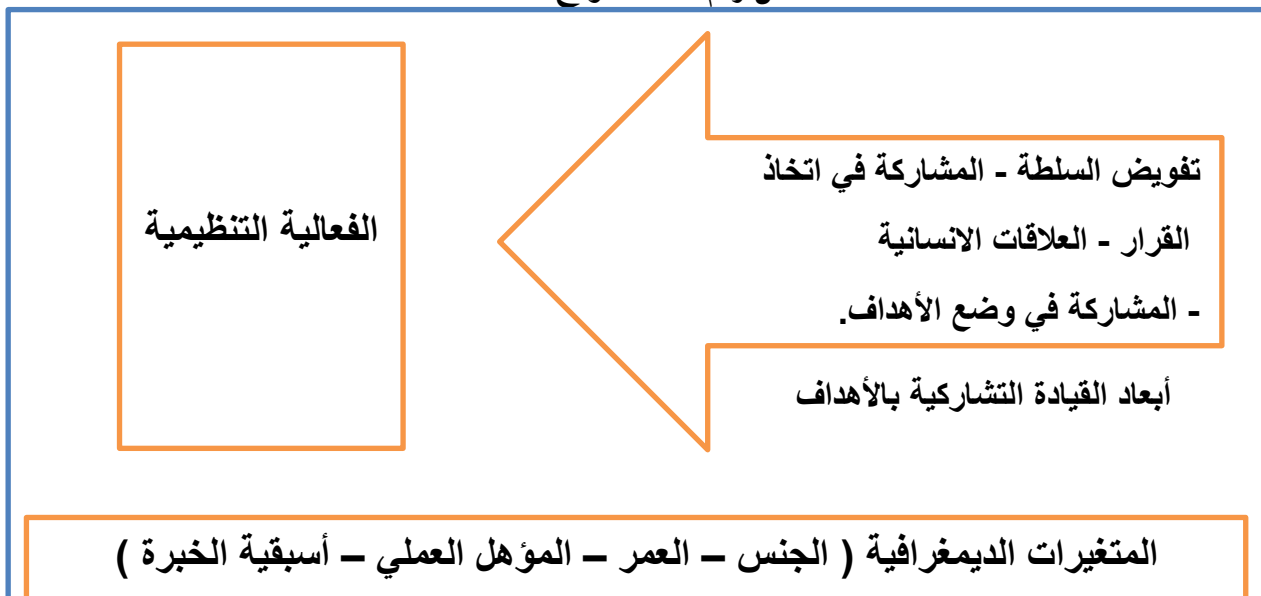 تفويض السلطة - المشاركة في اتخاذ
القرار - العلاقات الانسانية
- المشاركة في وضع الأهداف.
أبعاد القيادة التشاركية بالأهداف
الفعالية التنظيمية
المتغيرات الديمغرافية ( الجنس – العمر – المؤهل العملي – أسبقية الخبرة )